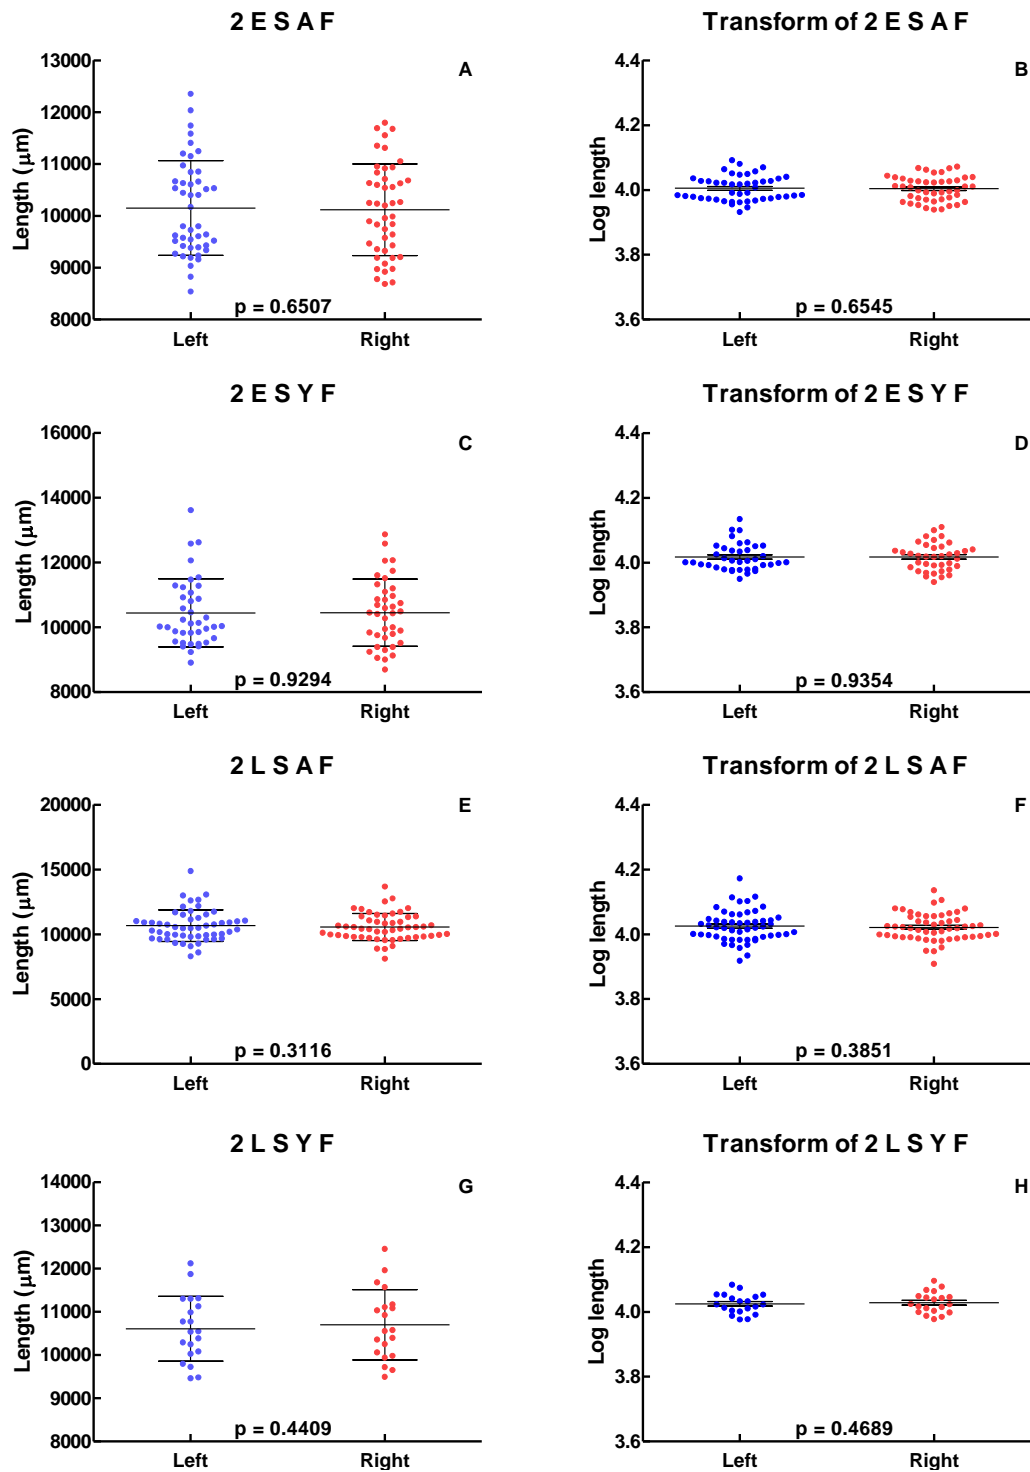 2 E S A F
A
13000
12000
11000
10000
9000
8000
Length (μm)
p = 0.6507
Left
Right
Transform of 2 E S A F
B
4.4
4.2
4.0
3.8
3.6
Log length
p = 0.6545
Left
Right
2 E S Y F
C
16000
14000
12000
10000
8000
Length (μm)
p = 0.9294
Left
Right
Transform of 2 E S Y F
D
4.4
4.2
4.0
3.8
3.6
Log length
p = 0.9354
Left
Right
2 L S A F
E
20000
15000
10000
5000
0
Length (μm)
p = 0.3116
Left
Right
Transform of 2 L S A F
F
4.4
4.2
4.0
3.8
3.6
Log length
p = 0.3851
Left
Right
2 L S Y F
G
14000
13000
12000
11000
10000
9000
8000
Length (μm)
p = 0.4409
Left
Right
Transform of 2 L S Y F
H
4.4
4.2
4.0
3.8
3.6
Log length
p = 0.4689
Left
Right